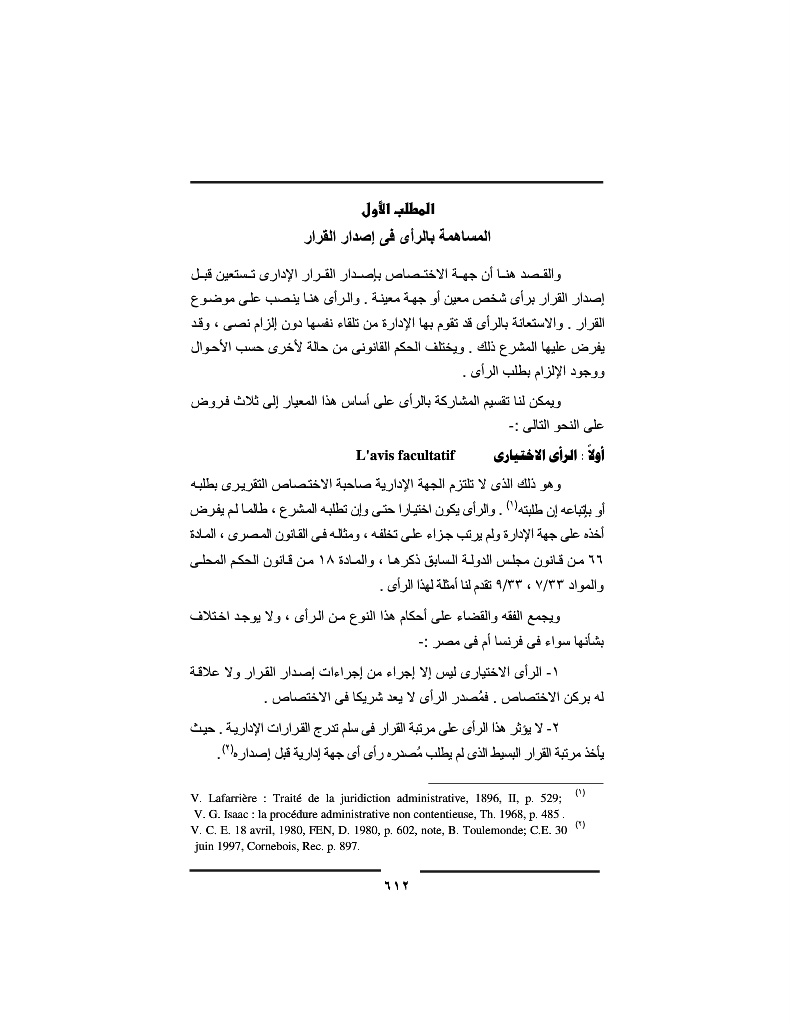 المطلب الأول
المساهمة بالرأى فى إصدار القرار
والقصد هنا أن جهة الاختصاص بإصدار القرار الإدارى تستعين قبل
إصدار القرار برأى شخص معين أو جهة معينة . والرأى هنا ينصب على موضوع
القرار . والاستعانة بالرأى قد تقوم بها الإدارة من تلقاء نفسها دون إلزام نصى ، وقد
يفرض عليها المشرع ذلك . ويختلف الحكم القانونى من حالة لأخرى حسب الأحوال
ووجود الإلزام بطلب الرأى .
ويمكن لنا تقسيم المشاركة بالرأى على أساس هذا المعيار إلى ثلاث فروض
على النحو التالى :-
أولاً : الرأى الاختيارى L'avis facultatif
وهو ذلك الذى لا تلتزم الجهة الإدارية صاحبة الاختصاص التقريرى بطلبه
أو بإتباعه إن طلبته(١) . والرأى يكون اختيارا حتى وإن تطلبه المشرع ، طالما لم يفرض
أخذه على جهة الإدارة ولم يرتب جزاء على تخلفه ، ومثاله فى القانون المصرى ، المادة
٦٦ من قانون مجلس الدولة السابق ذكرها ، والمادة ١٨ من قانون الحكم المحلى
والمواد ٧/٣٣ ، ٩/٣٣ تقدم لنا أمثلة لهذا الرأى .
ويجمع الفقه والقضاء على أحكام هذا النوع من الرأى ، ولا يوجد اختلاف
بشأنها سواء فى فرنسا أم فى مصر :-
١- الرأى الاختيارى ليس إلا إجراء من إجراءات إصدار القرار ولا علاقة
له بركن الاختصاص . فمُصدر الرأى لا يعد شريكا فى الاختصاص .
٢- لا يؤثر هذا الرأى على مرتبة القرار فى سلم تدرج القرارات الإدارية . حيث
يأخذ مرتبة القرار البسيط الذى لم يطلب مُصدره رأى أى جهة إدارية قبل إصداره(٢) .
(١) V. Lafarrière : Traité de la juridiction administrative, 1896, II, p. 529;
V. G. Isaac : la procédure administrative non contentieuse, Th. 1968, p. 485 .
(٢) V. C. E. 18 avril, 1980, FEN, D. 1980, p. 602, note, B. Toulemonde; C.E. 30
juin 1997, Cornebois, Rec. p. 897.
٦١٢